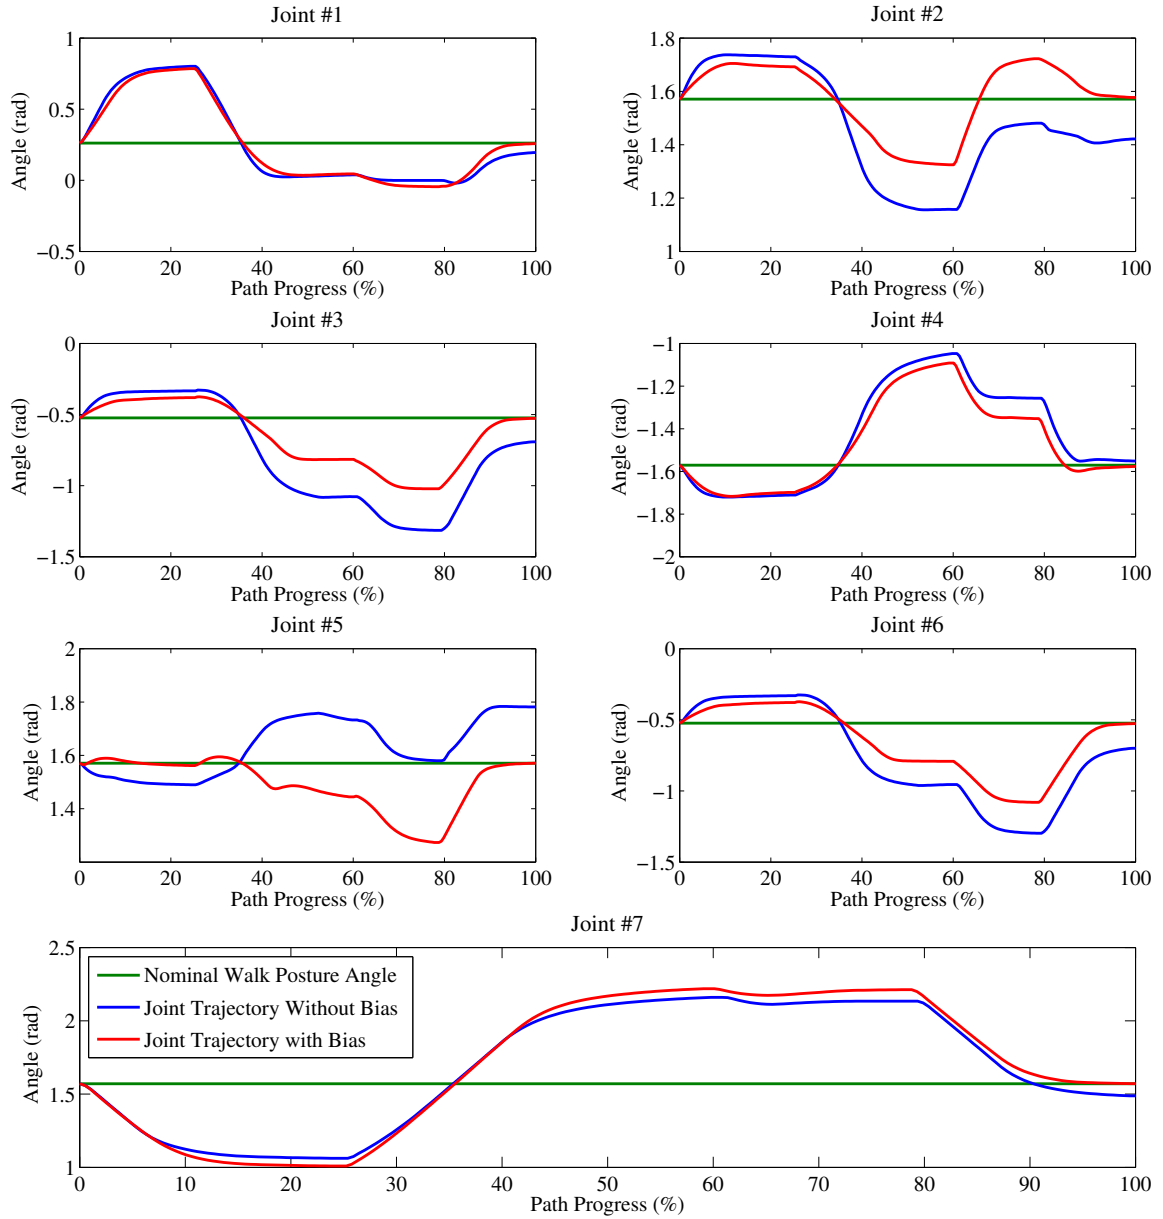 Joint #1
Angle (rad)
1
0.5
0
−0.5
0 20 40 60 80 100
Path Progress (%)
Joint #2
Angle (rad)
1.8
1.6
1.4
1.2
1
0 20 40 60 80 100
Path Progress (%)
Joint #3
Angle (rad)
0
−0.5
−1
−1.5
0 20 40 60 80 100
Path Progress (%)
Joint #4
Angle (rad)
−1
−1.2
−1.4
−1.6
−1.8
−2
0 20 40 60 80 100
Path Progress (%)
Joint #5
Angle (rad)
2
1.8
1.6
1.4
0 20 40 60 80 100
Path Progress (%)
Joint #6
Angle (rad)
0
−0.5
−1
−1.5
0 20 40 60 80 100
Path Progress (%)
Joint #7
Angle (rad)
2.5
2
1.5
1
Nominal Walk Posture Angle
Joint Trajectory Without Bias
Joint Trajectory with Bias
0 10 20 30 40 50 60 70 80 90 100
Path Progress (%)